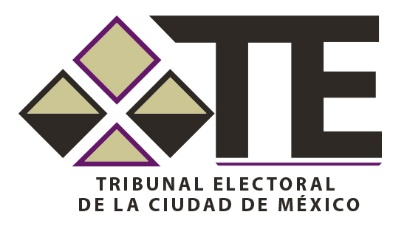 TE
TRIBUNAL ELECTORAL
DE LA CIUDAD DE MÉXICO